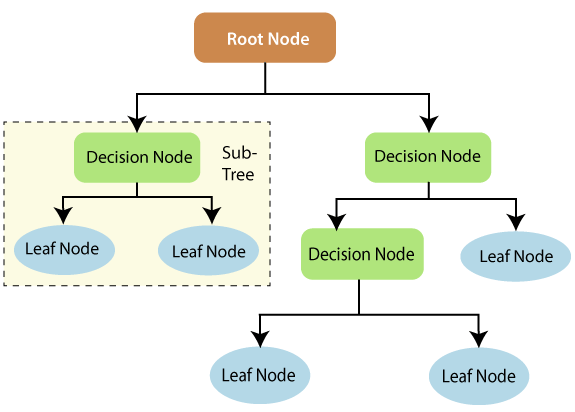 Root Node
Decision Node
Sub-
Tree
Decision Node
Leaf Node
Leaf Node
Decision Node
Leaf Node
Leaf Node
Leaf Node